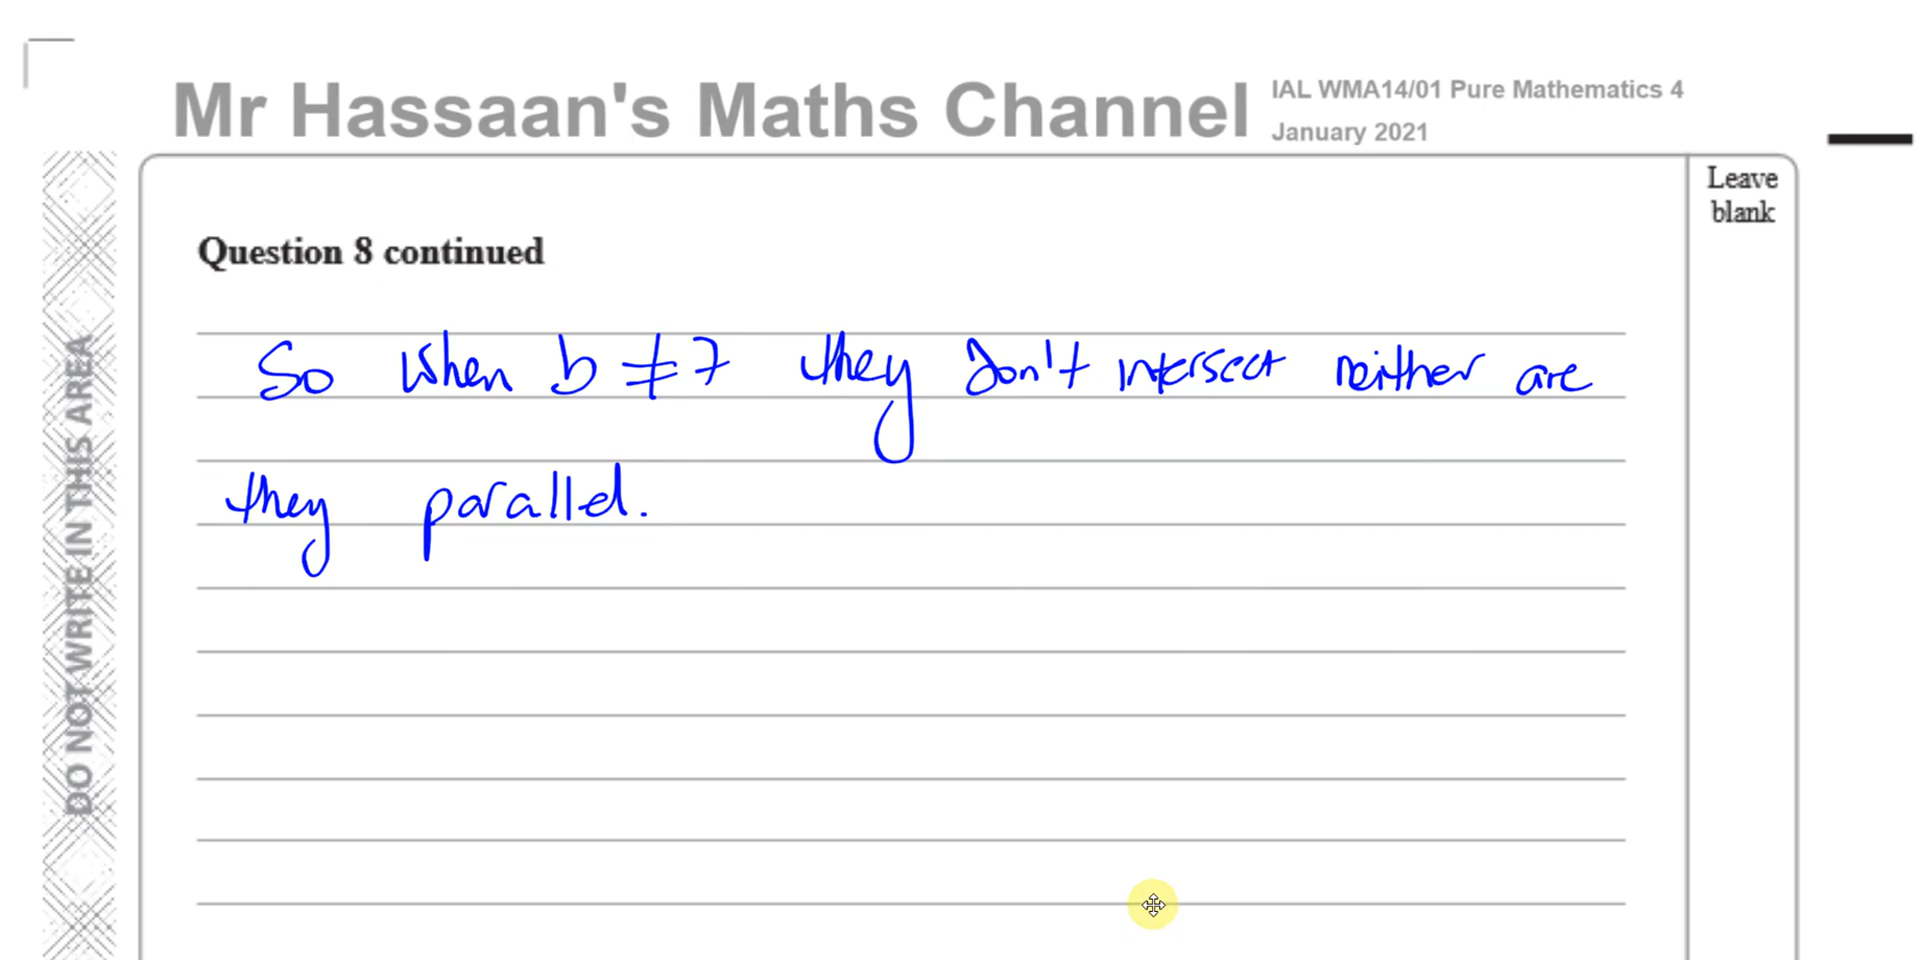 Mr Hassaan's Maths Channel
IAL WMA14/01 Pure Mathematics 4
January 2021
Leave
blank
Question 8 continued
So when b ≠ 7 they don't intersect neither are
they parallel.
DO NOT WRITE IN THIS AREA